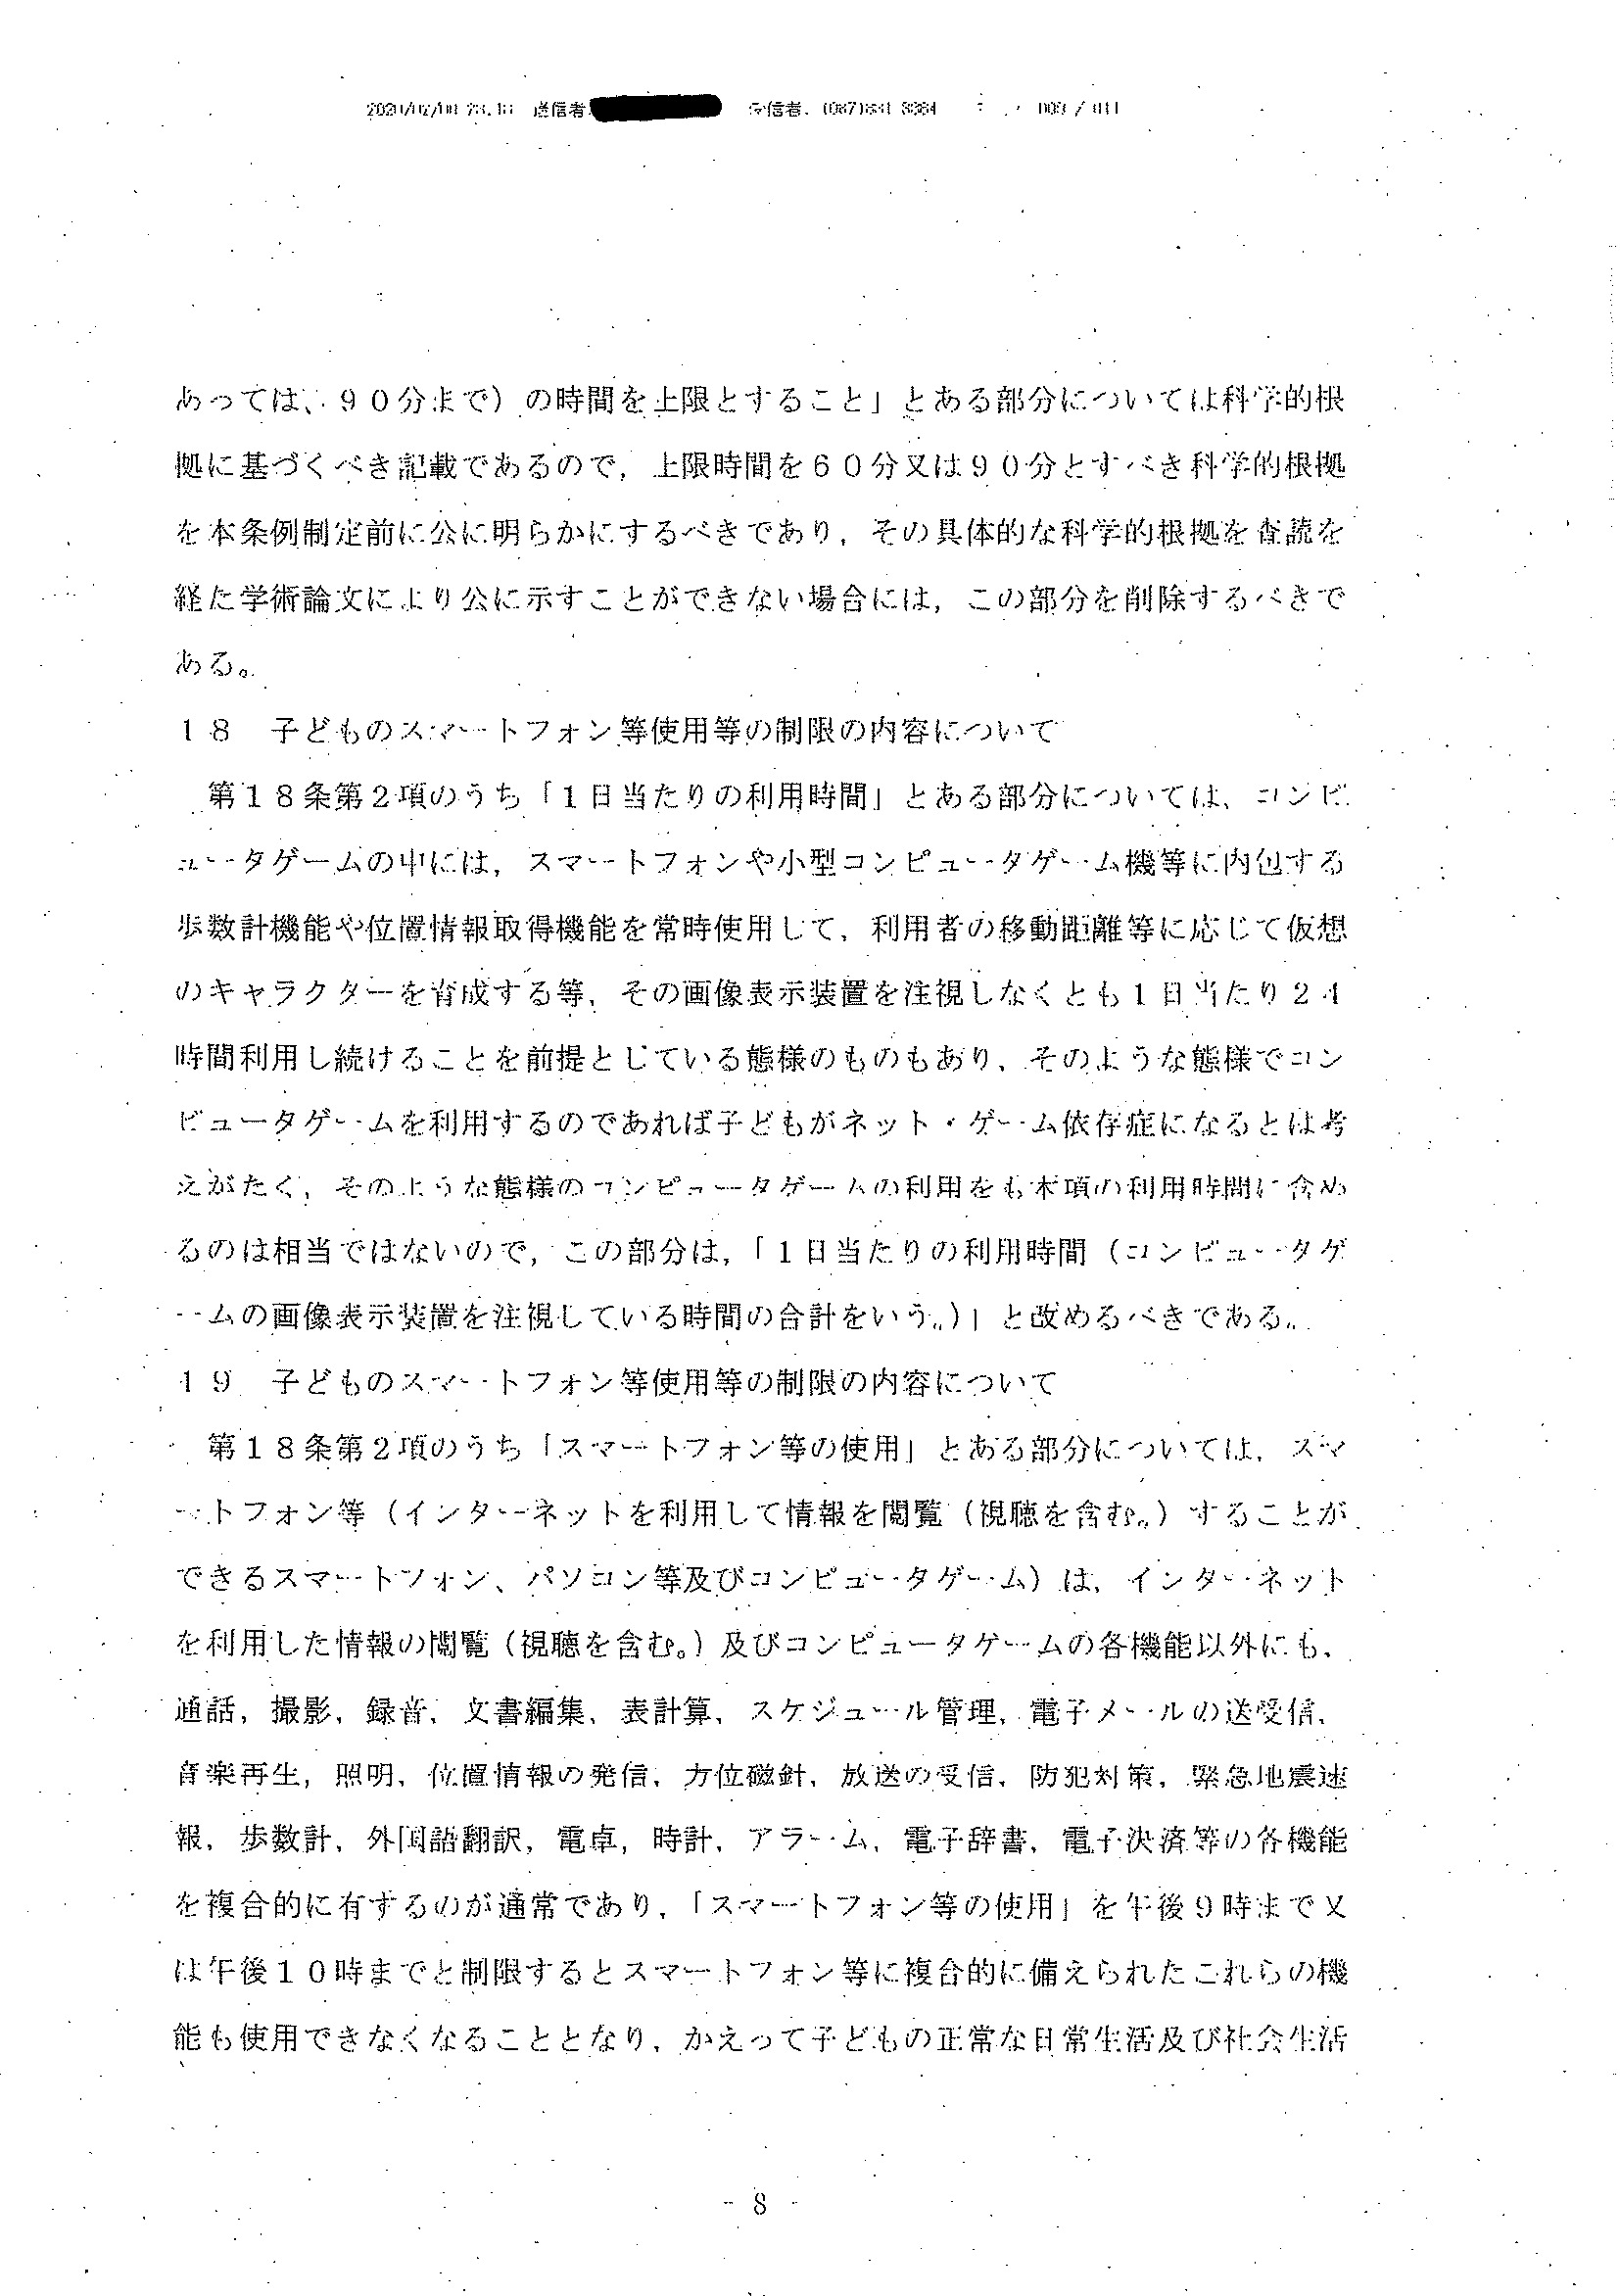 送信者 受信者
あっては、９０分まで）の時間を上限とすること」とある部分については科学的根
拠に基づくべき記載であるので，上限時間を６０分又は９０分とすべき科学的根拠
を本条例制定前に公に明らかにするべきであり，その具体的な科学的根拠を査読を
経た学術論文により公に示すことができない場合には，この部分を削除するべきで
ある。
１８　子どものスマートフォン等使用等の制限の内容について
　第１８条第２項のうち「１日当たりの利用時間」とある部分については、コンピ
ュータゲームの中には，スマートフォンや小型コンピュータゲーム機等に内包する
歩数計機能や位置情報取得機能を常時使用して，利用者の移動距離等に応じて仮想
のキャラクターを育成する等，その画像表示装置を注視しなくとも１日当たり２４
時間利用し続けることを前提としている態様のものもあり，そのような態様でコン
ピュータゲームを利用するのであれば子どもがネット・ゲーム依存症になるとは考
えがたく，そのような態様のコンピュータゲームの利用をも本項の利用時間に含め
るのは相当ではないので，この部分は，「１日当たりの利用時間（コンピュータゲ
ームの画像表示装置を注視している時間の合計をいう。）」と改めるべきである。
１９　子どものスマートフォン等使用等の制限の内容について
　第１８条第２項のうち「スマートフォン等の使用」とある部分については，スマ
ートフォン等（インターネットを利用して情報を閲覧（視聴を含む。）することが
できるスマートフォン、パソコン等及びコンピュータゲーム）は，インターネット
を利用した情報の閲覧（視聴を含む。）及びコンピュータゲームの各機能以外にも，
通話，撮影，録音，文書編集，表計算，スケジュール管理，電子メールの送受信，
音楽再生，照明，位置情報の発信，方位磁針，放送の受信，防犯対策，緊急地震速
報，歩数計，外国語翻訳，電卓，時計，アラーム，電子辞書，電子決済等の各機能
を複合的に有するのが通常であり，「スマートフォン等の使用」を午後９時まで又
は午後１０時までと制限するとスマートフォン等に複合的に備えられたこれらの機
能も使用できなくなることとなり，かえって子どもの正常な日常生活及び社会生活
- 8 -